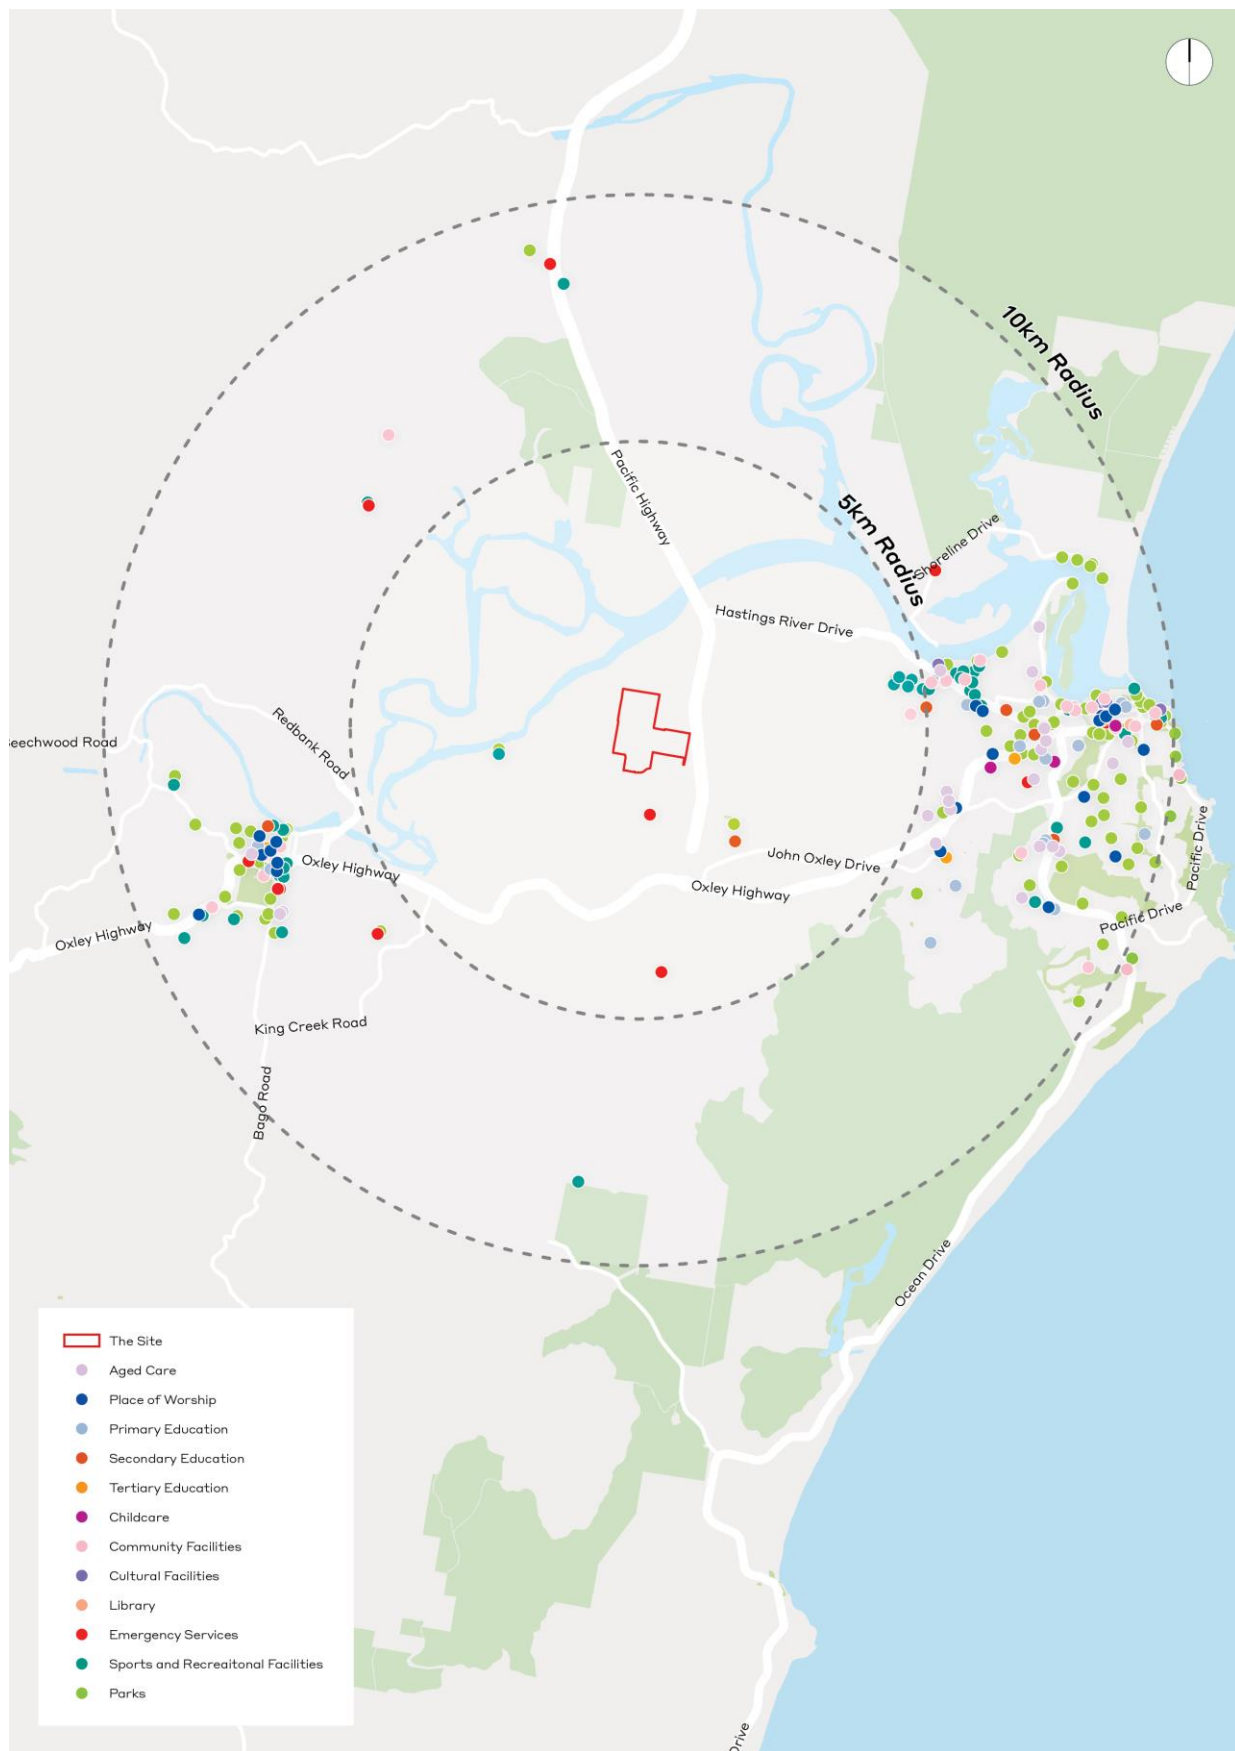 10km Radius
Pacific Highway
5km Radius
Shoreline Drive
Hastings River Drive
Redbank Road
Beechwood Road
Oxley Highway
John Oxley Drive
Oxley Highway
Pacific Drive
Pacific Drive
Oxley Highway
King Creek Road
Bago Road
Ocean Drive
The Site
Aged Care
Place of Worship
Primary Education
Secondary Education
Tertiary Education
Childcare
Community Facilities
Cultural Facilities
Library
Emergency Services
Sports and Recreaitonal Facilities
Parks
Drive